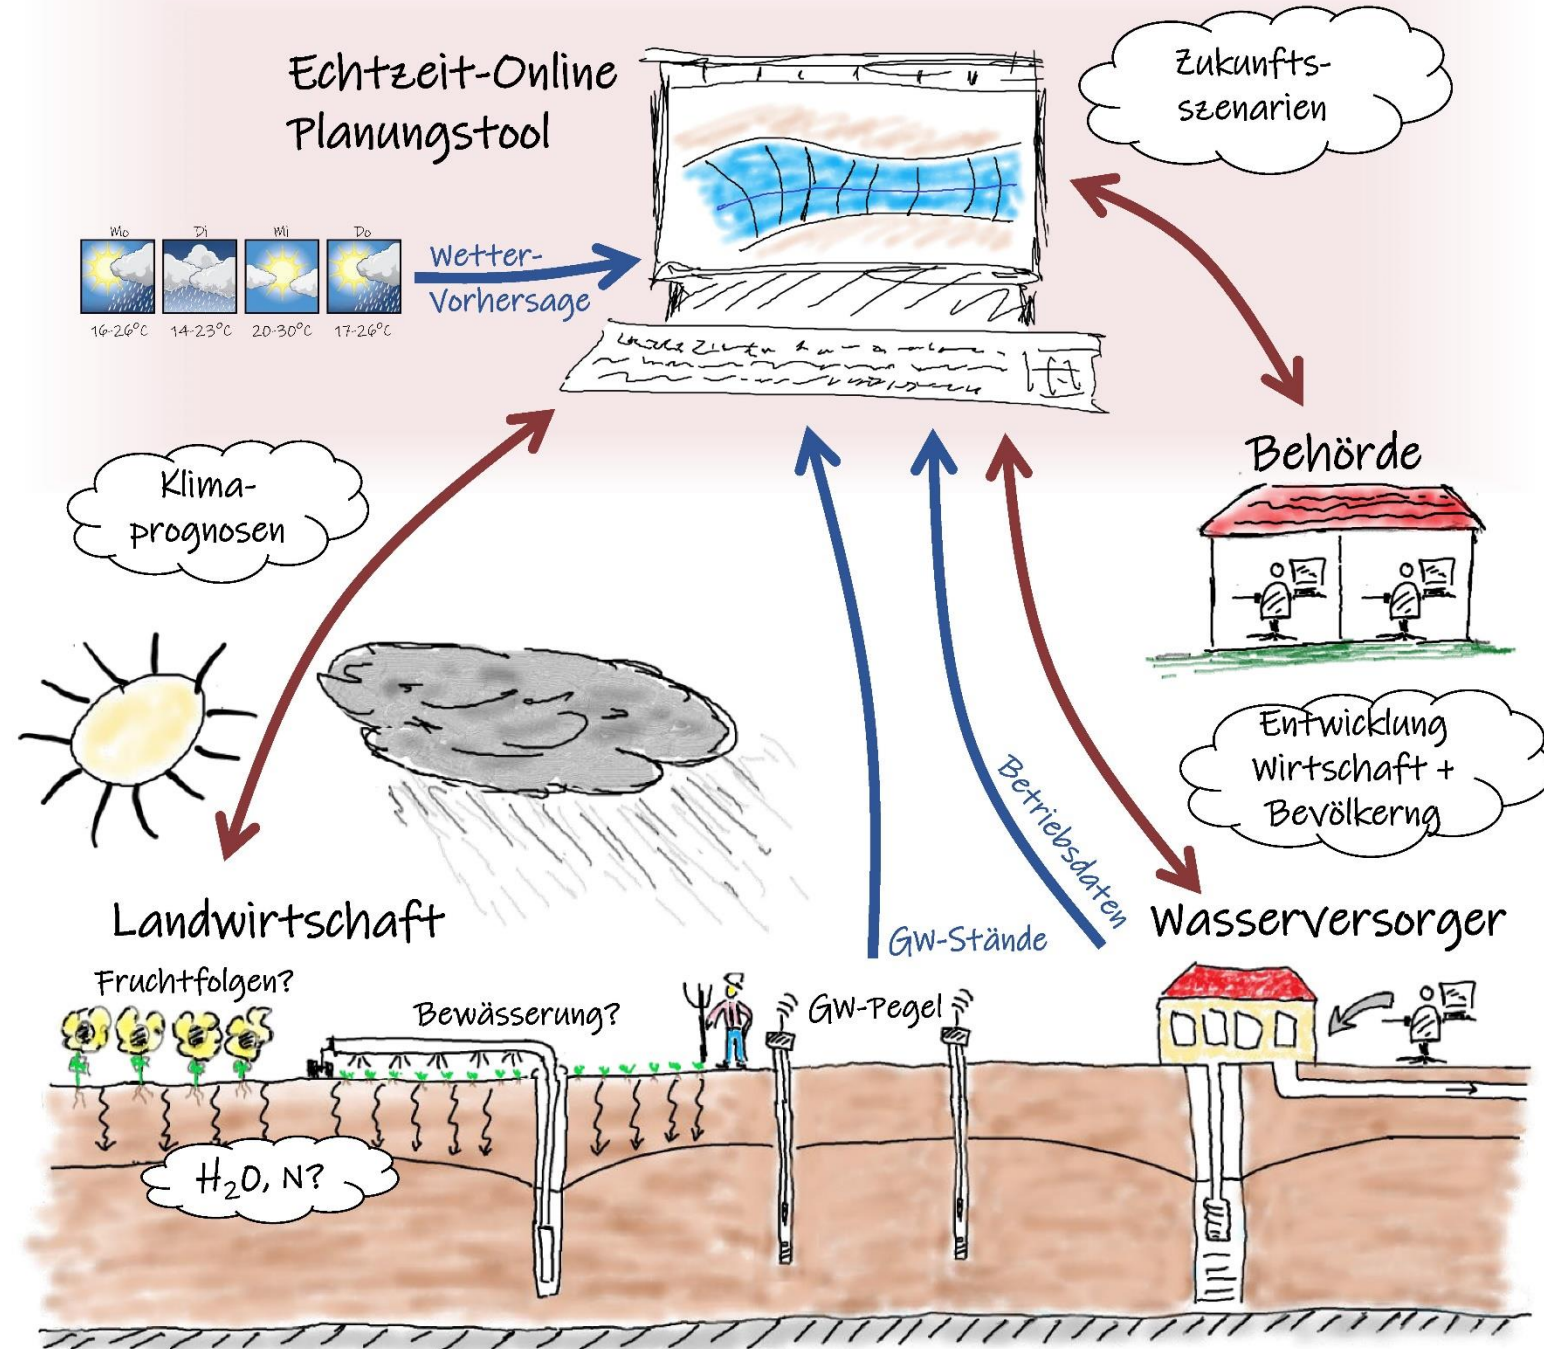 Echtzeit-Online
Planungstool
Zukunfts-
szenarien
Mo Di Mi Do
16-26°C 14-23°C 20-30°C 17-26°C
Wetter-
Vorhersage
Behörde
Klima-
prognosen
Entwicklung
Wirtschaft +
Bevölkerng
Betriebsdaten
GW-Stände
Landwirtschaft
Wasserversorger
Fruchtfolgen?
Bewässerung?
GW-Pegel
H₂O, N?